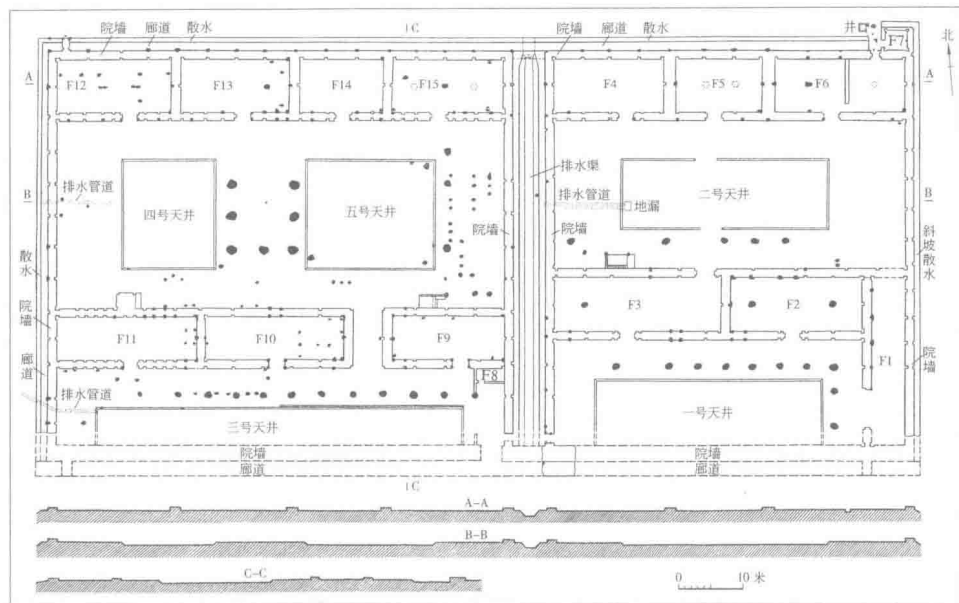 院墙 廊道 散水 C 院墙 廊道 散水 井 F7 北
A F12 F13 F14 F15 F4 F5 F6 A
排水渠
B 排水管道 四号天井 五号天井 排水管道 地漏 二号天井 B
院墙 院墙
斜坡散水
散水
F3 F2
院墙 F11 F10 F9 F1 院墙
廊道 F8
排水管道
三号天井 一号天井
院墙 院墙
廊道 廊道
C
A-A
B-B
C-C 0 10 米